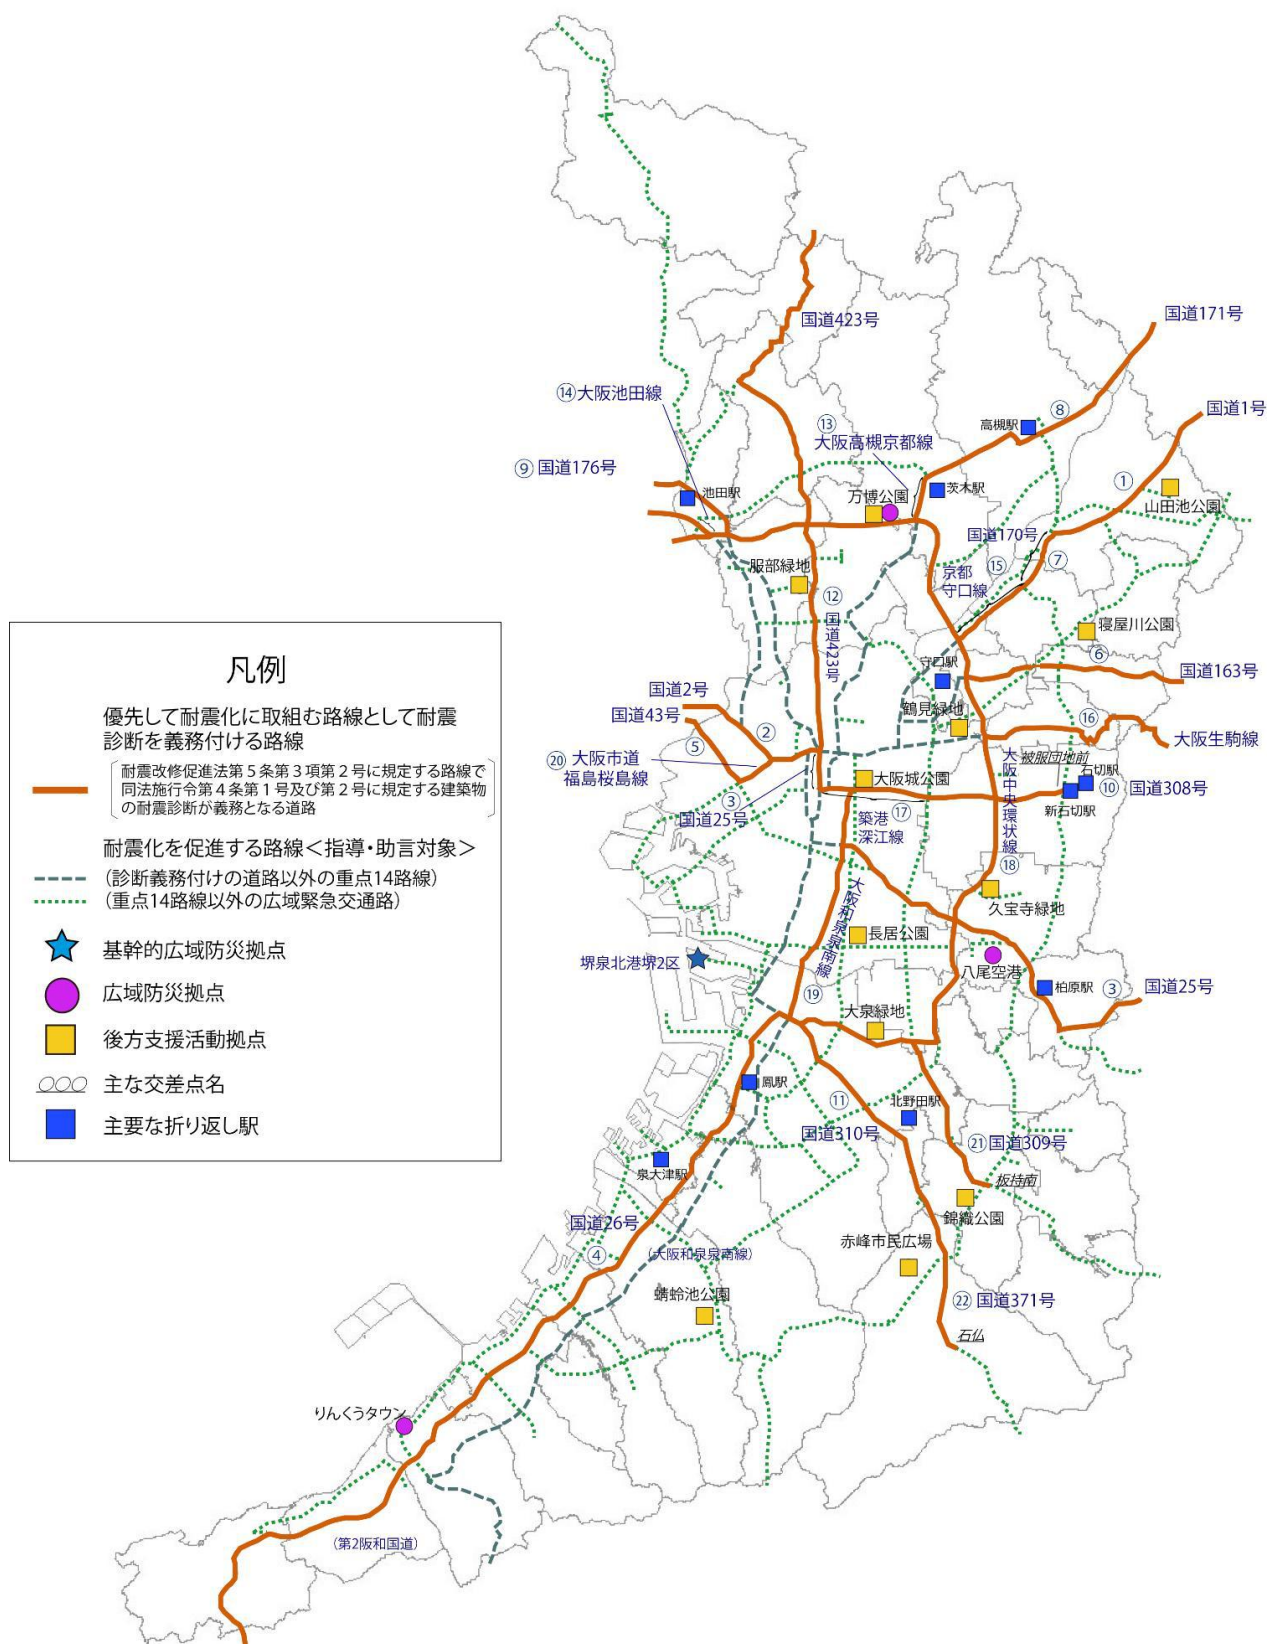 国道171号
国道423号
国道1号
⑭大阪池田線
⑧
高槻駅
⑬
大阪高槻京都線
⑨ 国道176号
①
池田駅
茨木駅
万博公園
山田池公園
国道170号
⑮
⑦
服部緑地
京都
守口線
⑫
国道423号
寝屋川公園
⑥
守口駅
国道163号
国道2号
鶴見緑地
国道43号
⑯
②
⑤
大阪生駒線
⑳ 大阪市道
福島桜島線
被服団地前
石切駅
大阪城公園
⑩ 国道308号
③
国道25号
⑰
新石切駅
大阪中央環状線
築港
深江線
⑱
久宝寺緑地
大阪和泉泉南線
長居公園
堺泉北港堺2区
八尾空港
柏原駅
③ 国道25号
⑲
大泉緑地
鳳駅
⑪
北野田駅
国道310号
㉑国道309号
泉大津駅
板持南
錦織公園
国道26号
④
(大阪和泉泉南線)
赤峰市民広場
蜻蛉池公園
㉒ 国道371号
石仏
りんくうタウン
(第2阪和国道)
凡例
優先して耐震化に取組む路線として耐震
診断を義務付ける路線
耐震改修促進法第5条第3項第2号に規定する路線で
同法施行令第4条第1号及び第2号に規定する建築物
の耐震診断が義務となる道路
耐震化を促進する路線<指導・助言対象>
(診断義務付けの道路以外の重点14路線)
(重点14路線以外の広域緊急交通路)
基幹的広域防災拠点
広域防災拠点
後方支援活動拠点
○○○ 主な交差点名
主要な折り返し駅